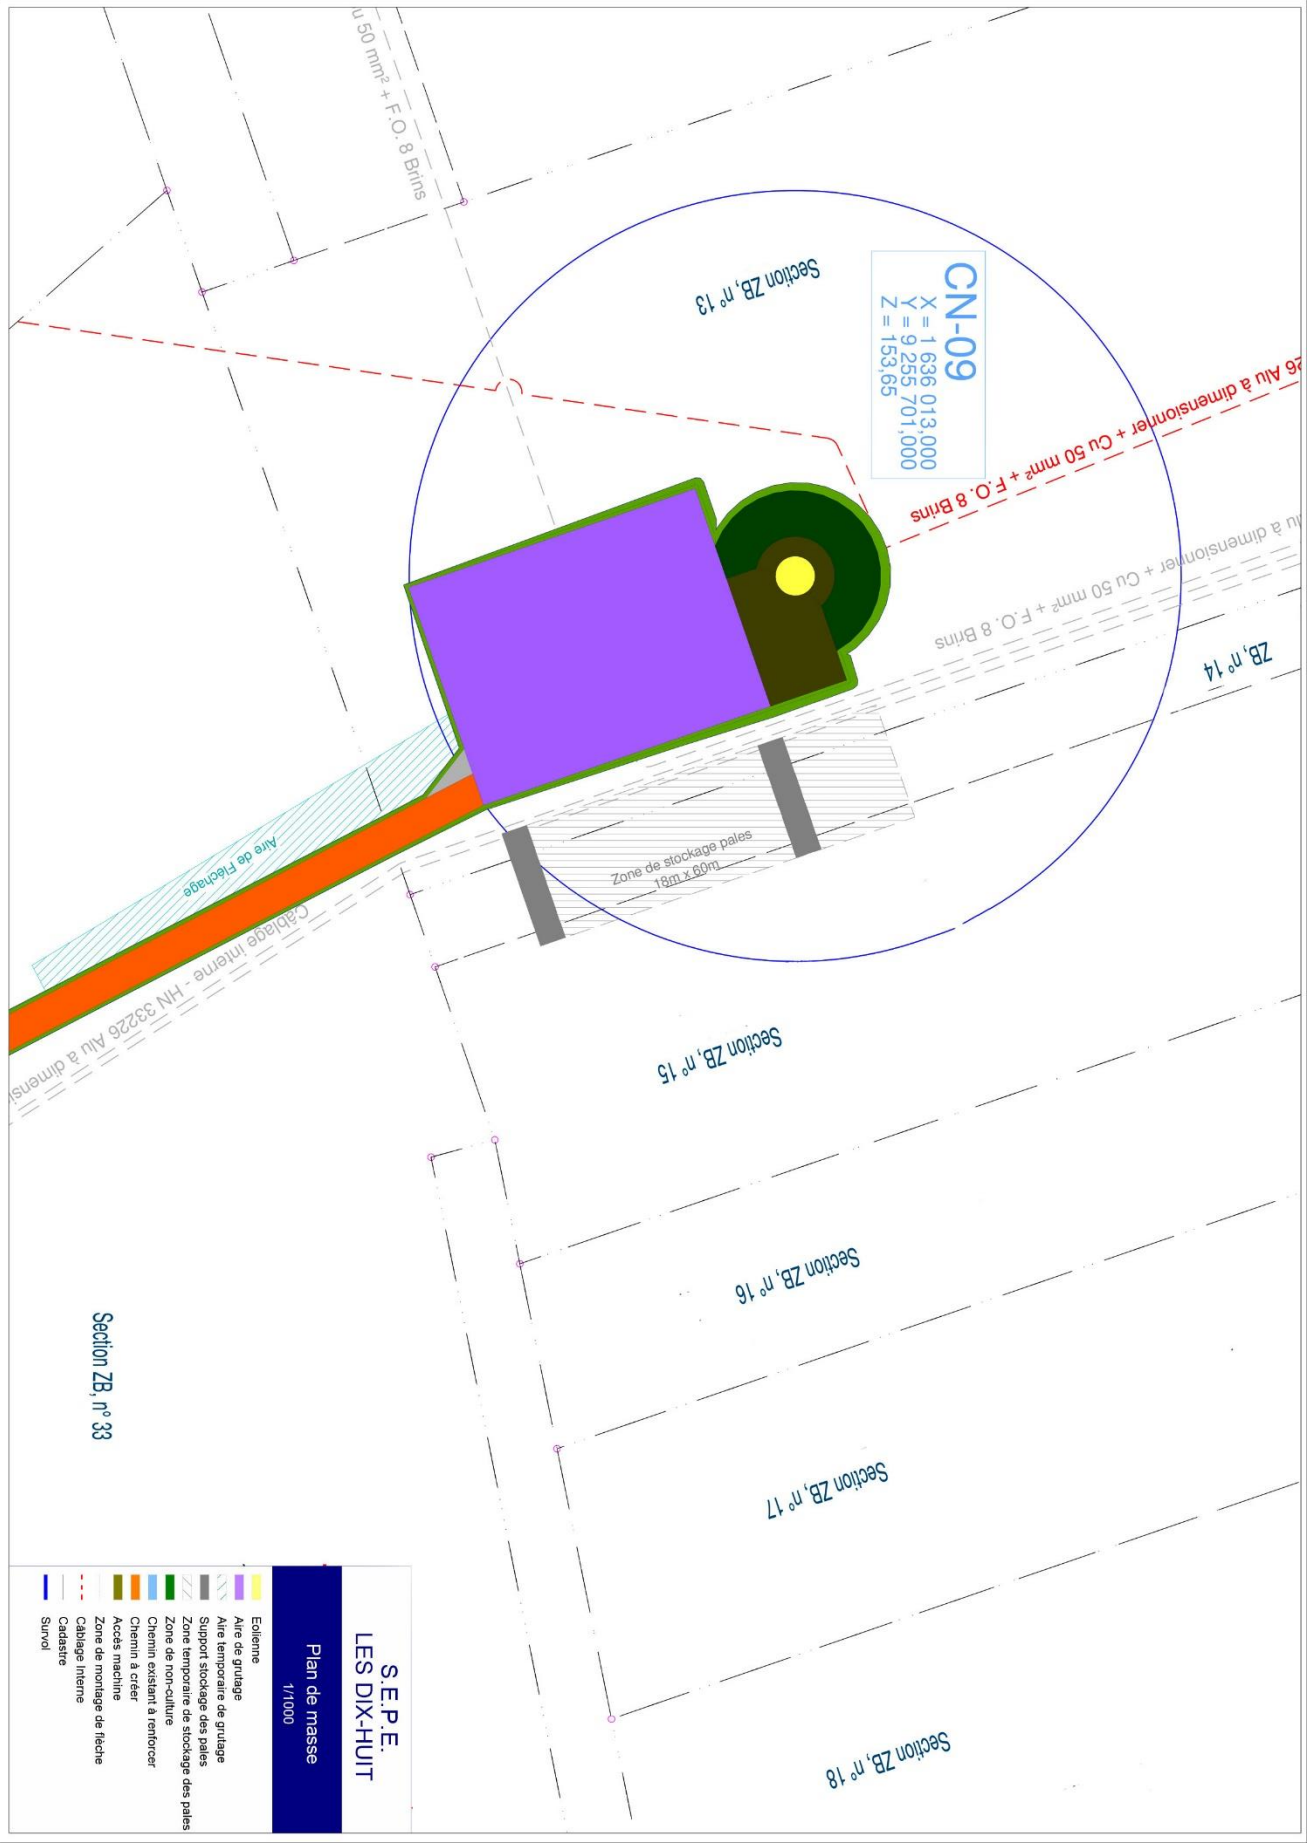 u 50 mm² + F.O. 8 Brins
Section ZB, n° 13
CN-09
X = 1 636 013,000
Y = 9 255 701,000
Z = 153,65
26 Alu à dimensionner + Cu 50 mm² + F.O. 8 Brins
lu à dimensionner + Cu 50 mm² + F.O. 8 Brins
ZB, n° 14
Aire de Fléchage
Zone de stockage pales
18m x 60m
Câblage interne - HN 33226 Alu à dimensi
Section ZB, n° 15
Section ZB, n° 16
Section ZB, n° 33
Section ZB, n° 17
Section ZB, n° 18
S.E.P.E.
LES DIX-HUIT
Plan de masse
1/1000
Eolienne
Aire de grutage
Aire temporaire de grutage
Support stockage des pales
Zone temporaire de stockage des pales
Zone de non-culture
Chemin existant à renforcer
Chemin à créer
Accès machine
Zone de montage de flèche
Câblage Interne
Cadastre
Survol